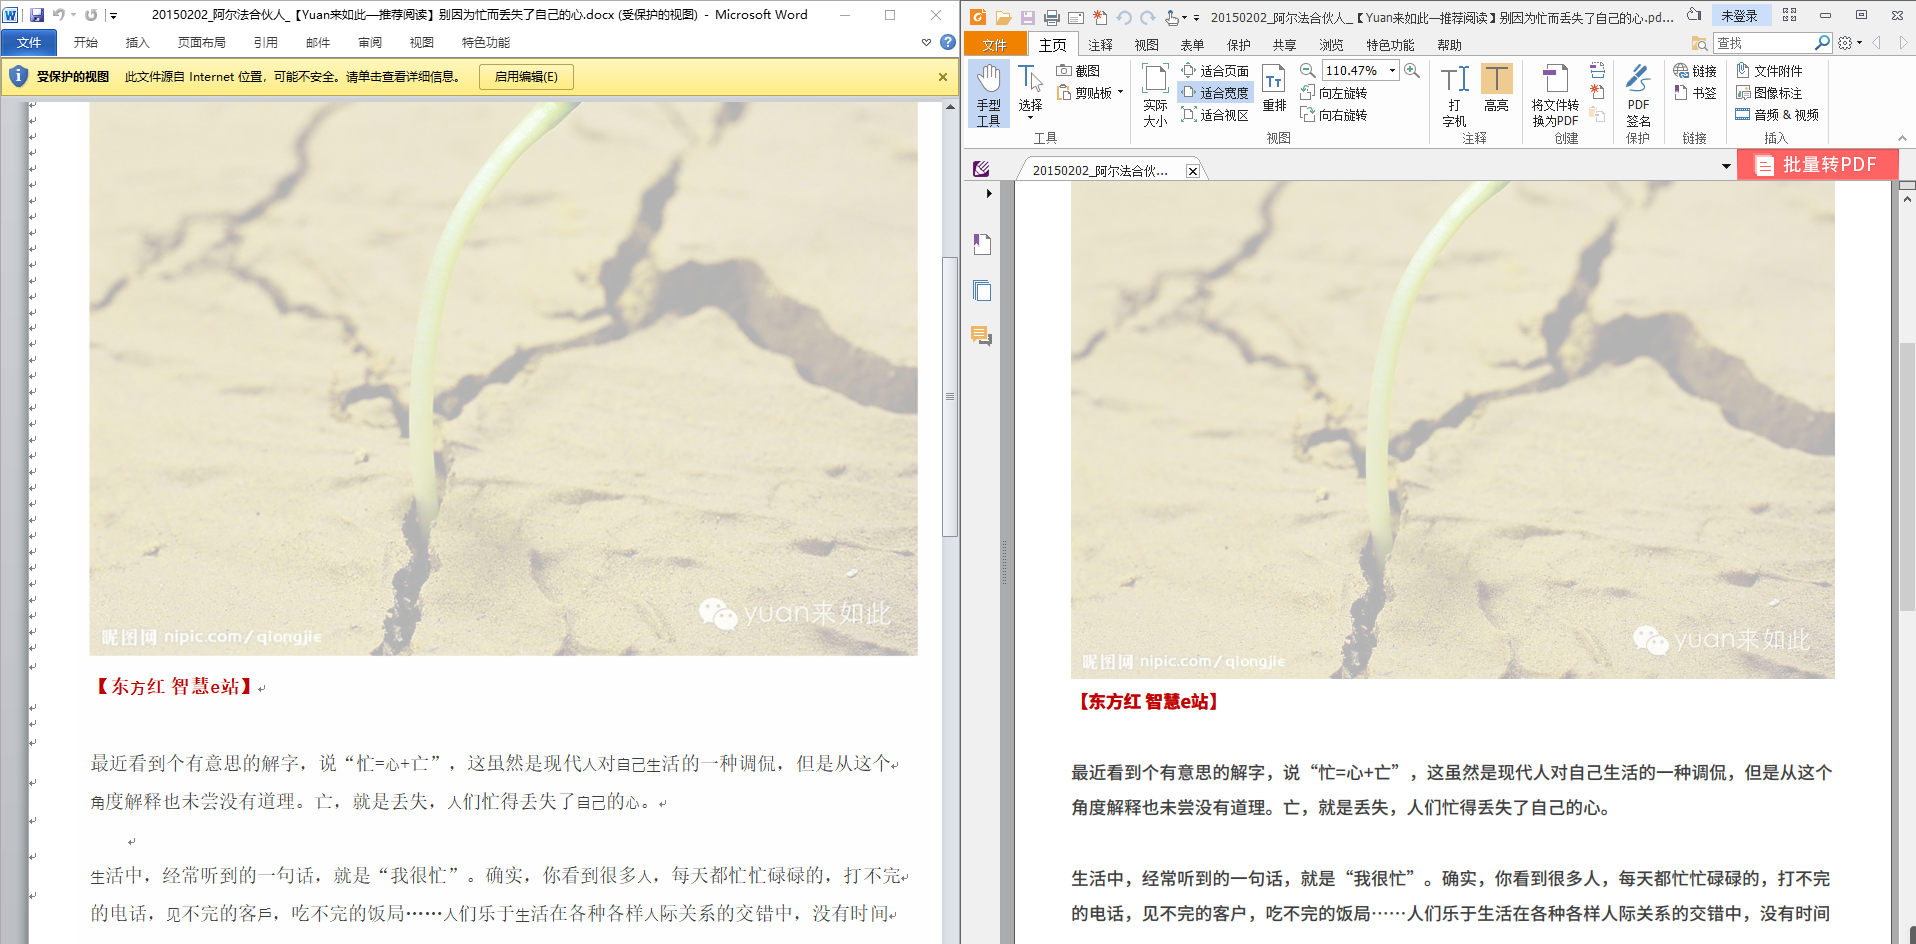 20150202_阿尔法合伙人_【Yuan来如此—推荐阅读】别因为忙而丢失了自己的心.docx (受保护的视图) - Microsoft Word
文件 开始 插入 页面布局 引用 邮件 审阅 视图 特色功能
受保护的视图 此文件源自 Internet 位置，可能不安全。请单击查看详细信息。 启用编辑(E)
昵图网 nipic.com/qiongjie
yuan来如此
【东方红 智慧e站】
最近看到个有意思的解字，说“忙=心+亡”，这虽然是现代人对自己生活的一种调侃，但是从这个
角度解释也未尝没有道理。亡，就是丢失，人们忙得丢失了自己的心。
生活中，经常听到的一句话，就是“我很忙”。确实，你看到很多人，每天都忙忙碌碌的，打不完
的电话，见不完的客户，吃不完的饭局……人们乐于生活在各种各样人际关系的交错中，没有时间
20150202_阿尔法合伙人_【Yuan来如此—推荐阅读】别因为忙而丢失了自己的心.pd...
未登录
文件 主页 注释 视图 表单 保护 共享 浏览 特色功能 帮助
查找
手型工具
选择
截图
剪贴板
工具
实际大小
适合页面
适合宽度
适合视区
重排
110.47%
向左旋转
向右旋转
视图
打字机
高亮
注释
将文件转换为PDF
创建
PDF签名
保护
链接
书签
链接
文件附件
图像标注
音频 & 视频
插入
20150202_阿尔法合伙...
批量转PDF
昵图网 nipic.com/qiongjie
yuan来如此
【东方红 智慧e站】
最近看到个有意思的解字，说“忙=心+亡”，这虽然是现代人对自己生活的一种调侃，但是从这个
角度解释也未尝没有道理。亡，就是丢失，人们忙得丢失了自己的心。
生活中，经常听到的一句话，就是“我很忙”。确实，你看到很多人，每天都忙忙碌碌的，打不完
的电话，见不完的客户，吃不完的饭局……人们乐于生活在各种各样人际关系的交错中，没有时间